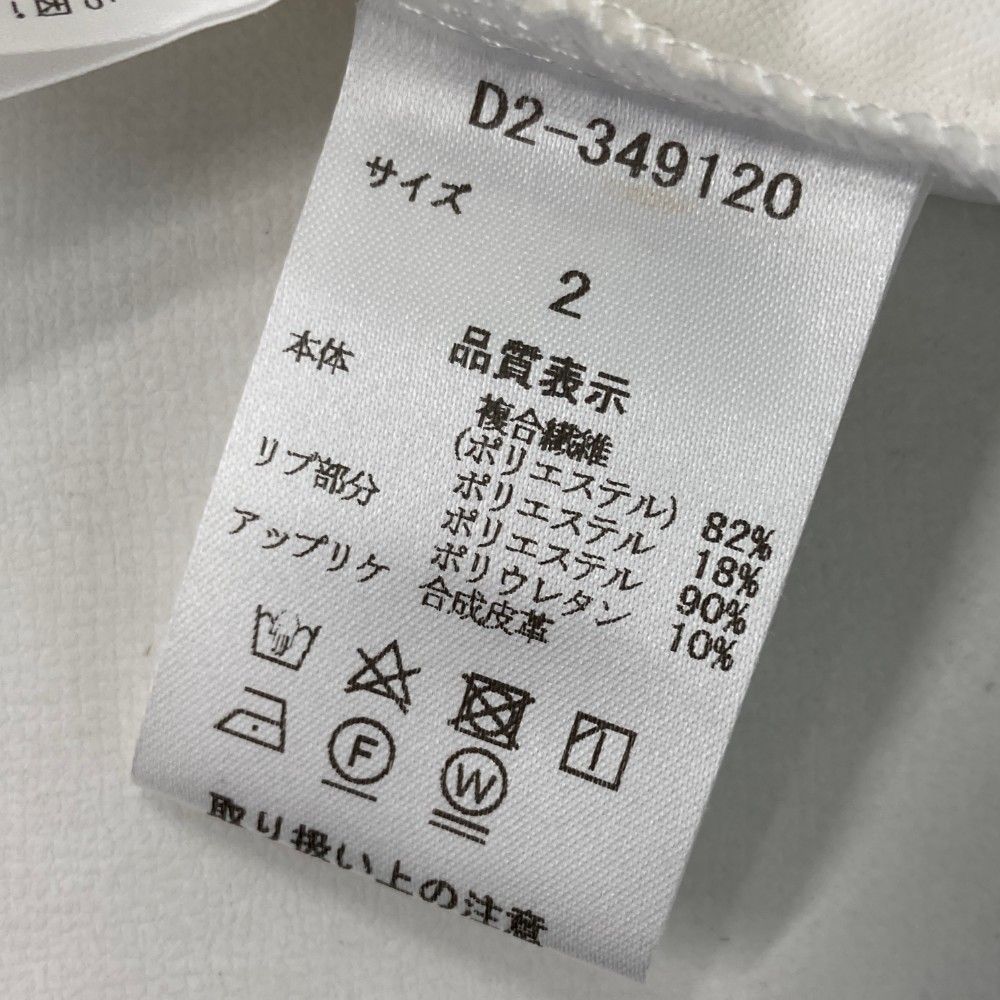 D2-349120
サイズ
2
品質表示
本体
複合繊維
(ポリエステル) 82%
ポリエステル 18%
リブ部分 ポリエステル 90%
ポリウレタン 10%
アップリケ 合成皮革
F
W
取り扱い上の注意